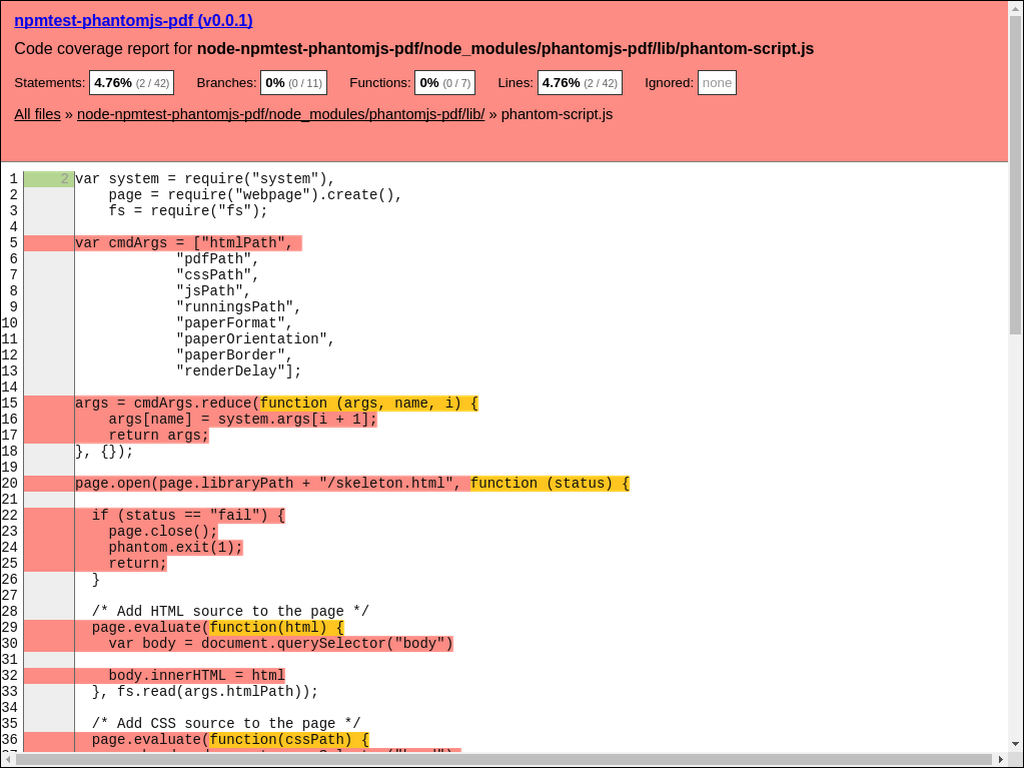 npmtest-phantomjs-pdf (v0.0.1)
Code coverage report for node-npmtest-phantomjs-pdf/node_modules/phantomjs-pdf/lib/phantom-script.js
Statements: 4.76% (2 / 42) Branches: 0% (0 / 11) Functions: 0% (0 / 7) Lines: 4.76% (2 / 42) Ignored: none
All files » node-npmtest-phantomjs-pdf/node_modules/phantomjs-pdf/lib/ » phantom-script.js
1 2 var system = require("system"),
2     page = require("webpage").create(),
3     fs = require("fs");
4
5 var cmdArgs = ["htmlPath",
6             "pdfPath",
7             "cssPath",
8             "jsPath",
9             "runningsPath",
10             "paperFormat",
11             "paperOrientation",
12             "paperBorder",
13             "renderDelay"];
14
15 args = cmdArgs.reduce(function (args, name, i) {
16     args[name] = system.args[i + 1];
17     return args;
18 }, {});
19
20 page.open(page.libraryPath + "/skeleton.html", function (status) {
21
22   if (status == "fail") {
23     page.close();
24     phantom.exit(1);
25     return;
26   }
27
28   /* Add HTML source to the page */
29   page.evaluate(function(html) {
30     var body = document.querySelector("body")
31
32     body.innerHTML = html
33   }, fs.read(args.htmlPath));
34
35   /* Add CSS source to the page */
36   page.evaluate(function(cssPath) {